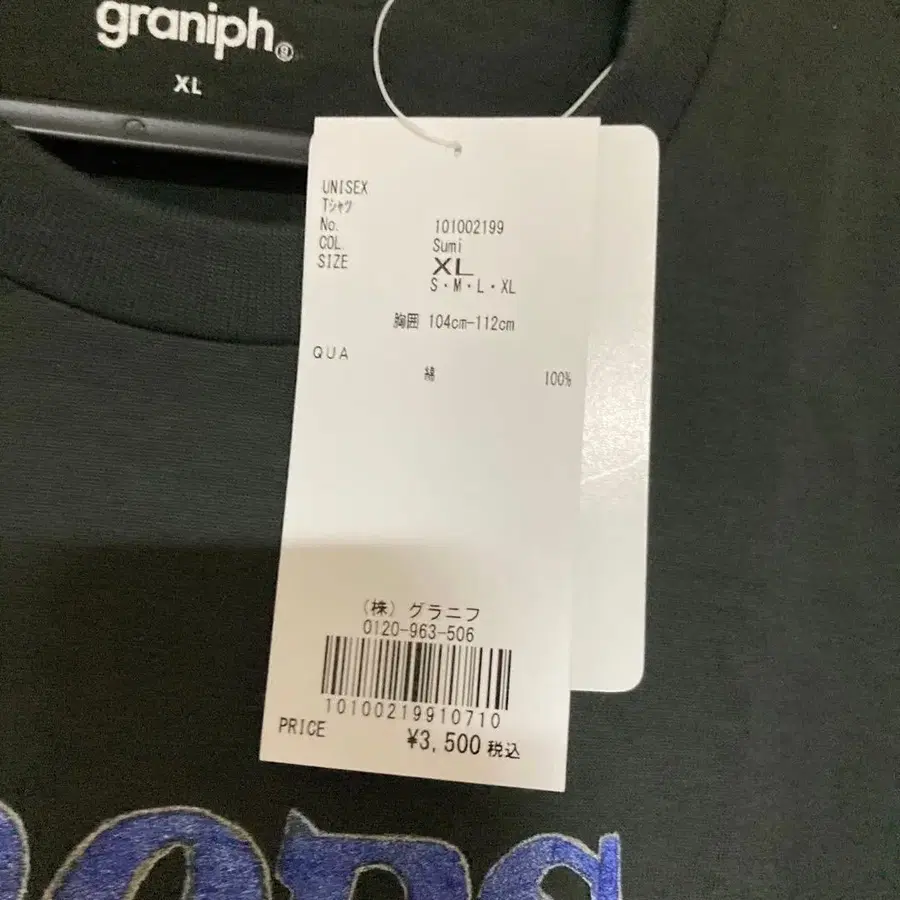 graniph®
XL
UNISEX
Tシャツ
No. 101002199
COL. Sumi
SIZE XL
S・M・L・XL
胸囲 104cm-112cm
QUA
綿 100%
(株) グラニフ
0120-963-506
10100219910710
PRICE ¥3,500 税込